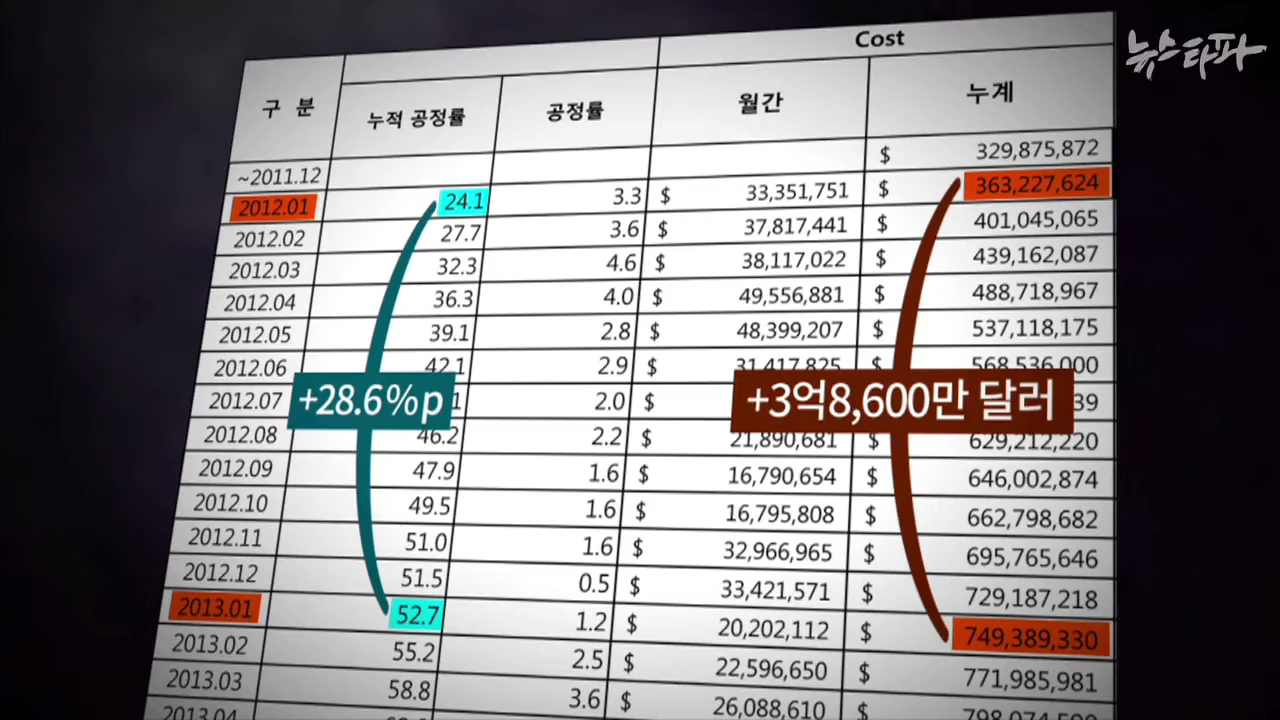 뉴스타파
Cost
구 분 누적 공정률 공정률 월간 누계
~2011.12 $ 329,875,872
2012.01 24.1 3.3 $ 33,351,751 $ 363,227,624
2012.02 27.7 3.6 $ 37,817,441 $ 401,045,065
2012.03 32.3 4.6 $ 38,117,022 $ 439,162,087
2012.04 36.3 4.0 $ 49,556,881 $ 488,718,967
2012.05 39.1 2.8 $ 48,399,207 $ 537,118,175
2012.06 42.1 2.9 $ 31,417,825 $ 568,536,000
2012.07 2.0 $
+28.6%p +3억8,600만 달러
2012.08 46.2 2.2 $ 21,890,681 $ 629,212,220
2012.09 47.9 1.6 $ 16,790,654 $ 646,002,874
2012.10 49.5 1.6 $ 16,795,808 $ 662,798,682
2012.11 51.0 1.6 $ 32,966,965 $ 695,765,646
2012.12 51.5 0.5 $ 33,421,571 $ 729,187,218
2013.01 52.7 1.2 $ 20,202,112 $ 749,389,330
2013.02 55.2 2.5 $ 22,596,650 $ 771,985,981
2013.03 58.8 3.6 $ 26,088,610 $
2013.04